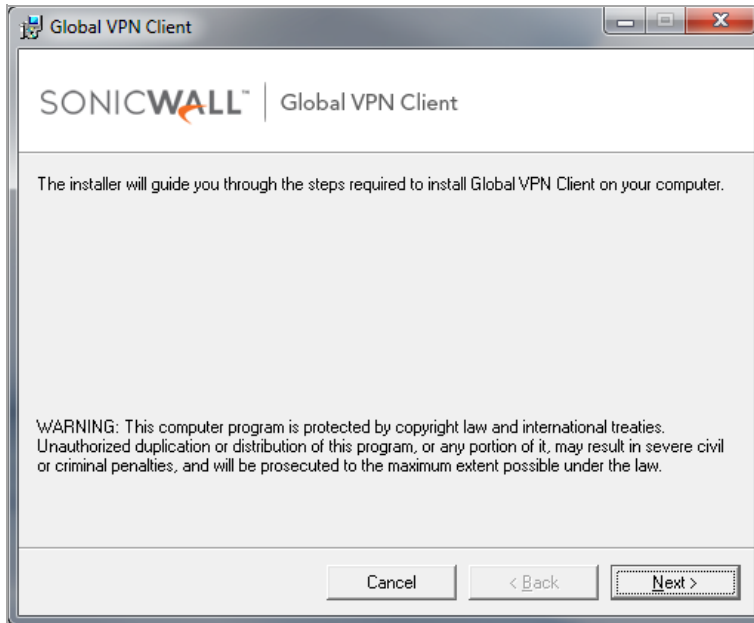 Global VPN Client
SONICWALL™ Global VPN Client
The installer will guide you through the steps required to install Global VPN Client on your computer.
WARNING: This computer program is protected by copyright law and international treaties.
Unauthorized duplication or distribution of this program, or any portion of it, may result in severe civil
or criminal penalties, and will be prosecuted to the maximum extent possible under the law.
Cancel < Back Next >